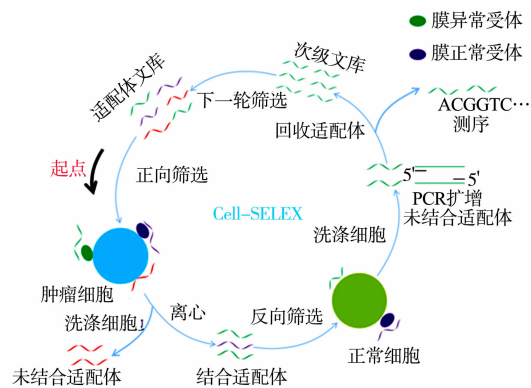 膜异常受体
膜正常受体
次级文库
适配体文库
下一轮筛选
ACGGTC…
测序
回收适配体
起点
正向筛选
5'
5'
PCR扩增
未结合适配体
Cell-SELEX
洗涤细胞
肿瘤细胞
离心
反向筛选
洗涤细胞
正常细胞
未结合适配体
结合适配体